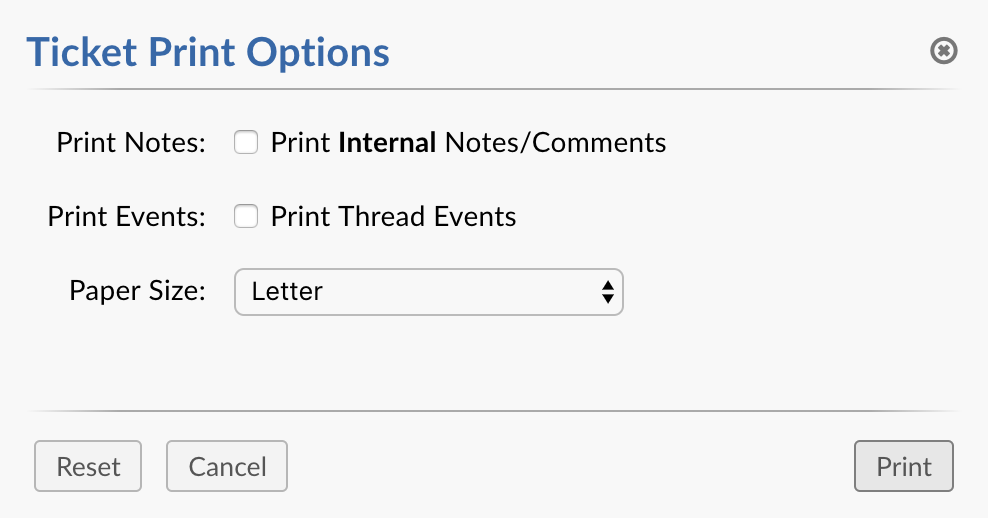 Ticket Print Options
Print Notes: Print Internal Notes/Comments
Print Events: Print Thread Events
Paper Size: Letter
Reset Cancel Print